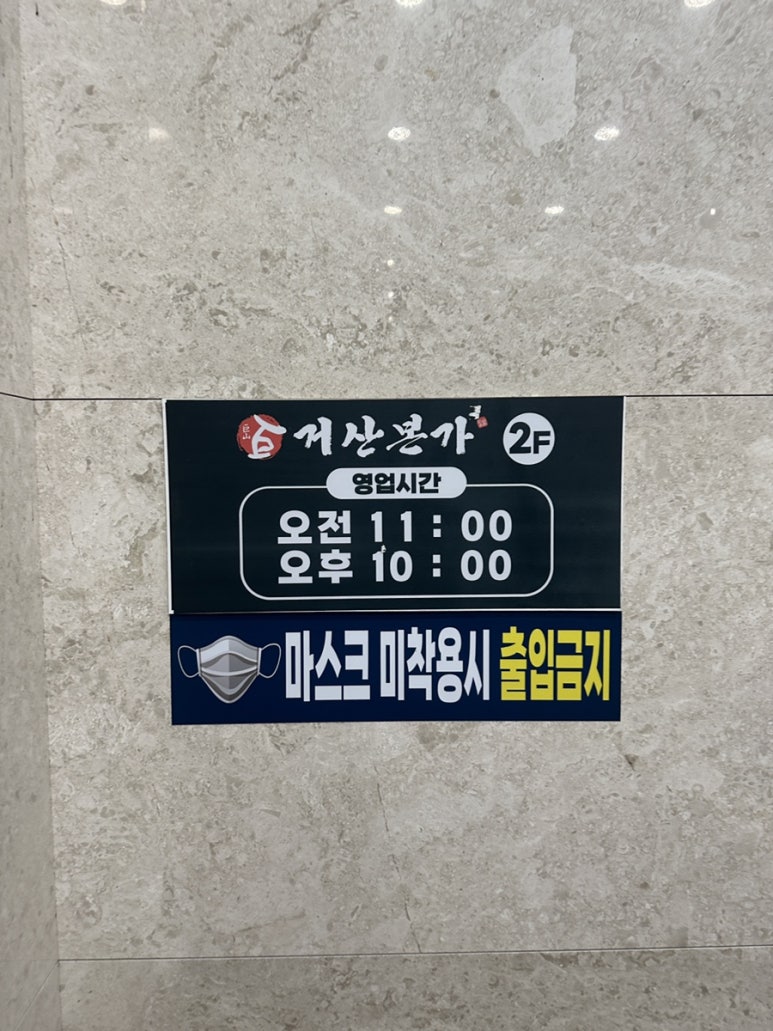 거산본가 2F
영업시간
오전 11 : 00
오후 10 : 00
마스크 미착용시 출입금지